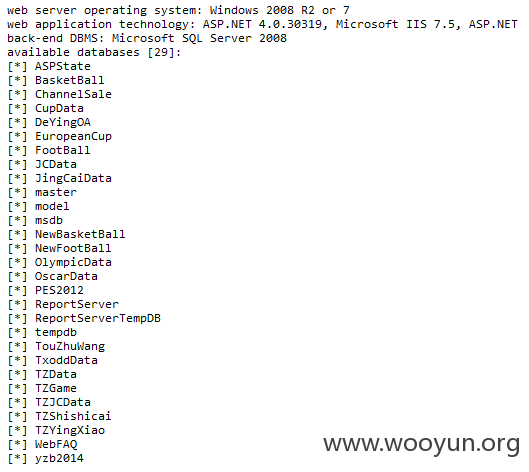 web server operating system: Windows 2008 R2 or 7
web application technology: ASP.NET 4.0.30319, Microsoft IIS 7.5, ASP.NET
back-end DBMS: Microsoft SQL Server 2008
available databases [29]:
[*] ASPState
[*] BasketBall
[*] ChannelSale
[*] CupData
[*] DeYingOA
[*] EuropeanCup
[*] FootBall
[*] JCData
[*] JingCaiData
[*] master
[*] model
[*] msdb
[*] NewBasketBall
[*] NewFootBall
[*] OlympicData
[*] OscarData
[*] PES2012
[*] ReportServer
[*] ReportServerTempDB
[*] tempdb
[*] TouZhuWang
[*] TxoddData
[*] TZData
[*] TZGame
[*] TZJCData
[*] TZShishicai
[*] TZYingXiao
[*] WebFAQ
[*] yzb2014
www.wooyun.org